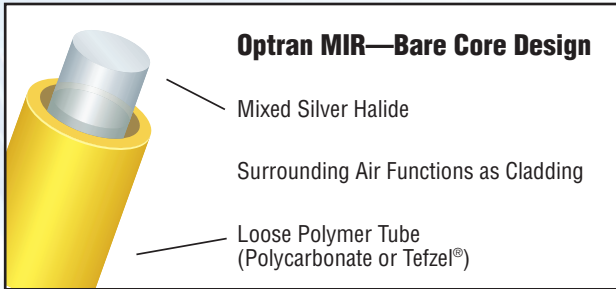 Optran MIR—Bare Core Design
Mixed Silver Halide
Surrounding Air Functions as Cladding
Loose Polymer Tube
(Polycarbonate or Tefzel®)